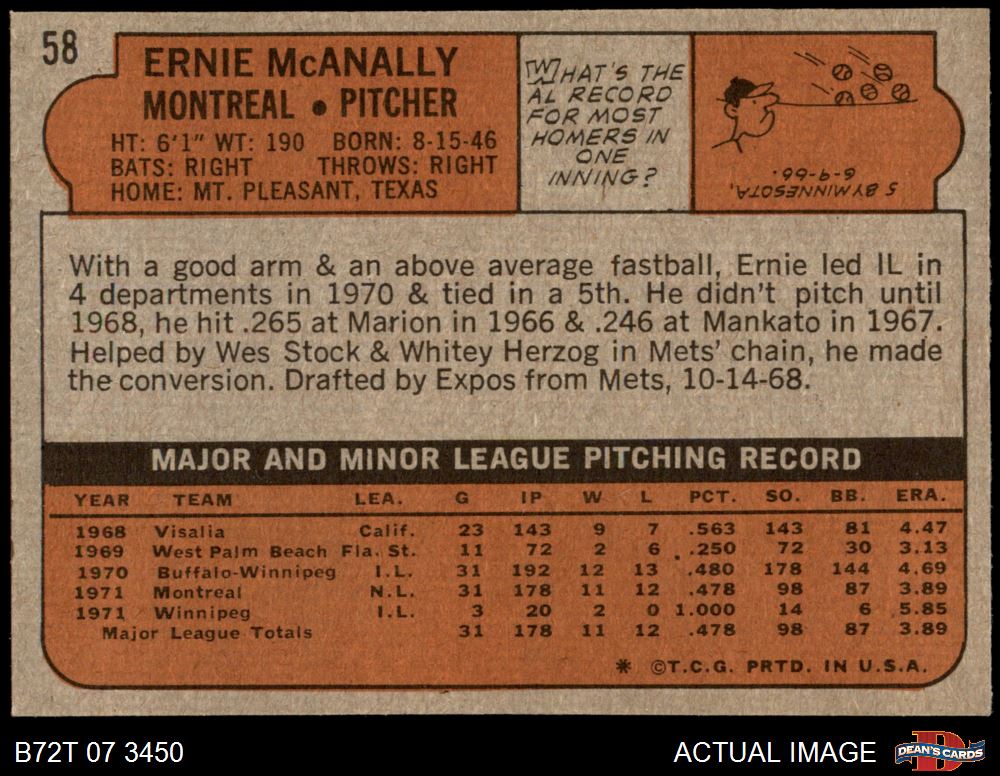 58
ERNIE McANALLY
MONTREAL • PITCHER
HT: 6'1" WT: 190 BORN: 8-15-46
BATS: RIGHT THROWS: RIGHT
HOME: MT. PLEASANT, TEXAS
WHAT'S THE
AL RECORD
FOR MOST
HOMERS IN
ONE
INNING?
5 BY MINNESOTA,
6-9-66.
With a good arm & an above average fastball, Ernie led IL in
4 departments in 1970 & tied in a 5th. He didn't pitch until
1968, he hit .265 at Marion in 1966 & .246 at Mankato in 1967.
Helped by Wes Stock & Whitey Herzog in Mets' chain, he made
the conversion. Drafted by Expos from Mets, 10-14-68.
MAJOR AND MINOR LEAGUE PITCHING RECORD
YEAR TEAM LEA. G IP W L PCT. SO. BB. ERA.
1968 Visalia Calif. 23 143 9 7 .563 143 81 4.47
1969 West Palm Beach Fla. St. 11 72 2 6 .250 72 30 3.13
1970 Buffalo-Winnipeg I.L. 31 192 12 13 .480 178 144 4.69
1971 Montreal N.L. 31 178 11 12 .478 98 87 3.89
1971 Winnipeg I.L. 3 20 2 0 1.000 14 6 5.85
Major League Totals 31 178 11 12 .478 98 87 3.89
* ©T.C.G. PRTD. IN U.S.A.
B72T 07 3450
ACTUAL IMAGE
D
DEAN'S CARDS